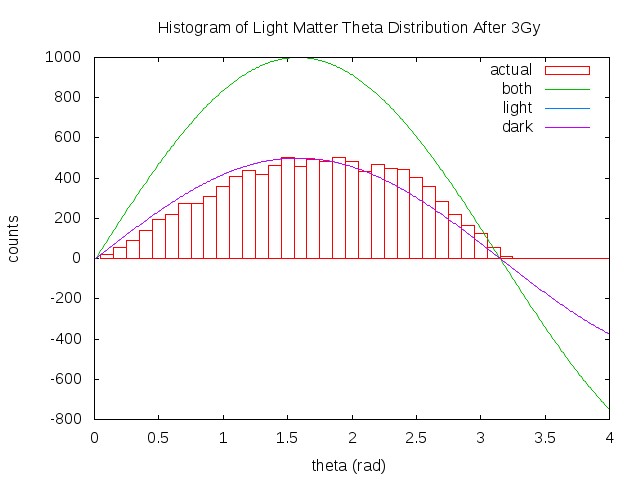 Histogram of Light Matter Theta Distribution After 3Gy
1000
800
600
400
200
0
-200
-400
-600
-800
counts
actual
both
light
dark
0 0.5 1 1.5 2 2.5 3 3.5 4
theta (rad)